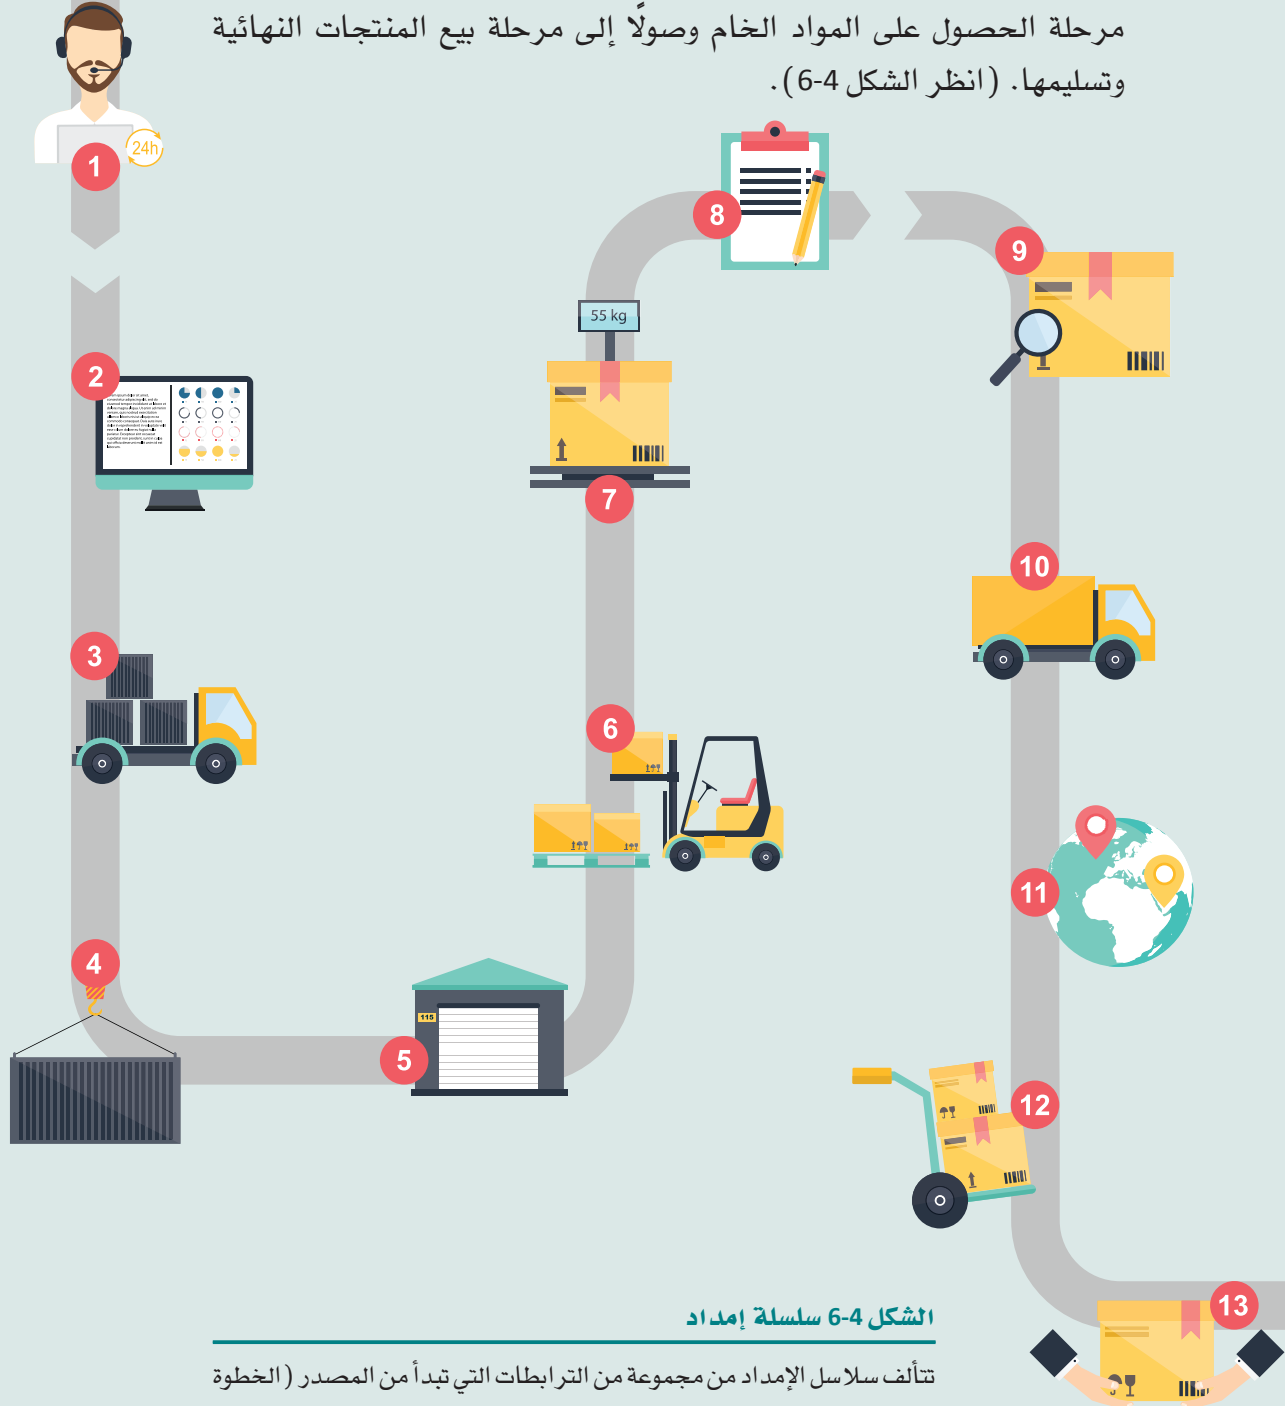 مرحلة الحصول على المواد الخام وصولًا إلى مرحلة بيع المنتجات النهائية
وتسليمها. (انظر الشكل 4-6).
24h
1
2
3
4
115
5
6
55 kg
7
8
9
10
11
12
13
الشكل 4-6 سلسلة إمداد
تتألف سلاسل الإمداد من مجموعة من الترابطات التي تبدأ من المصدر (الخطوة